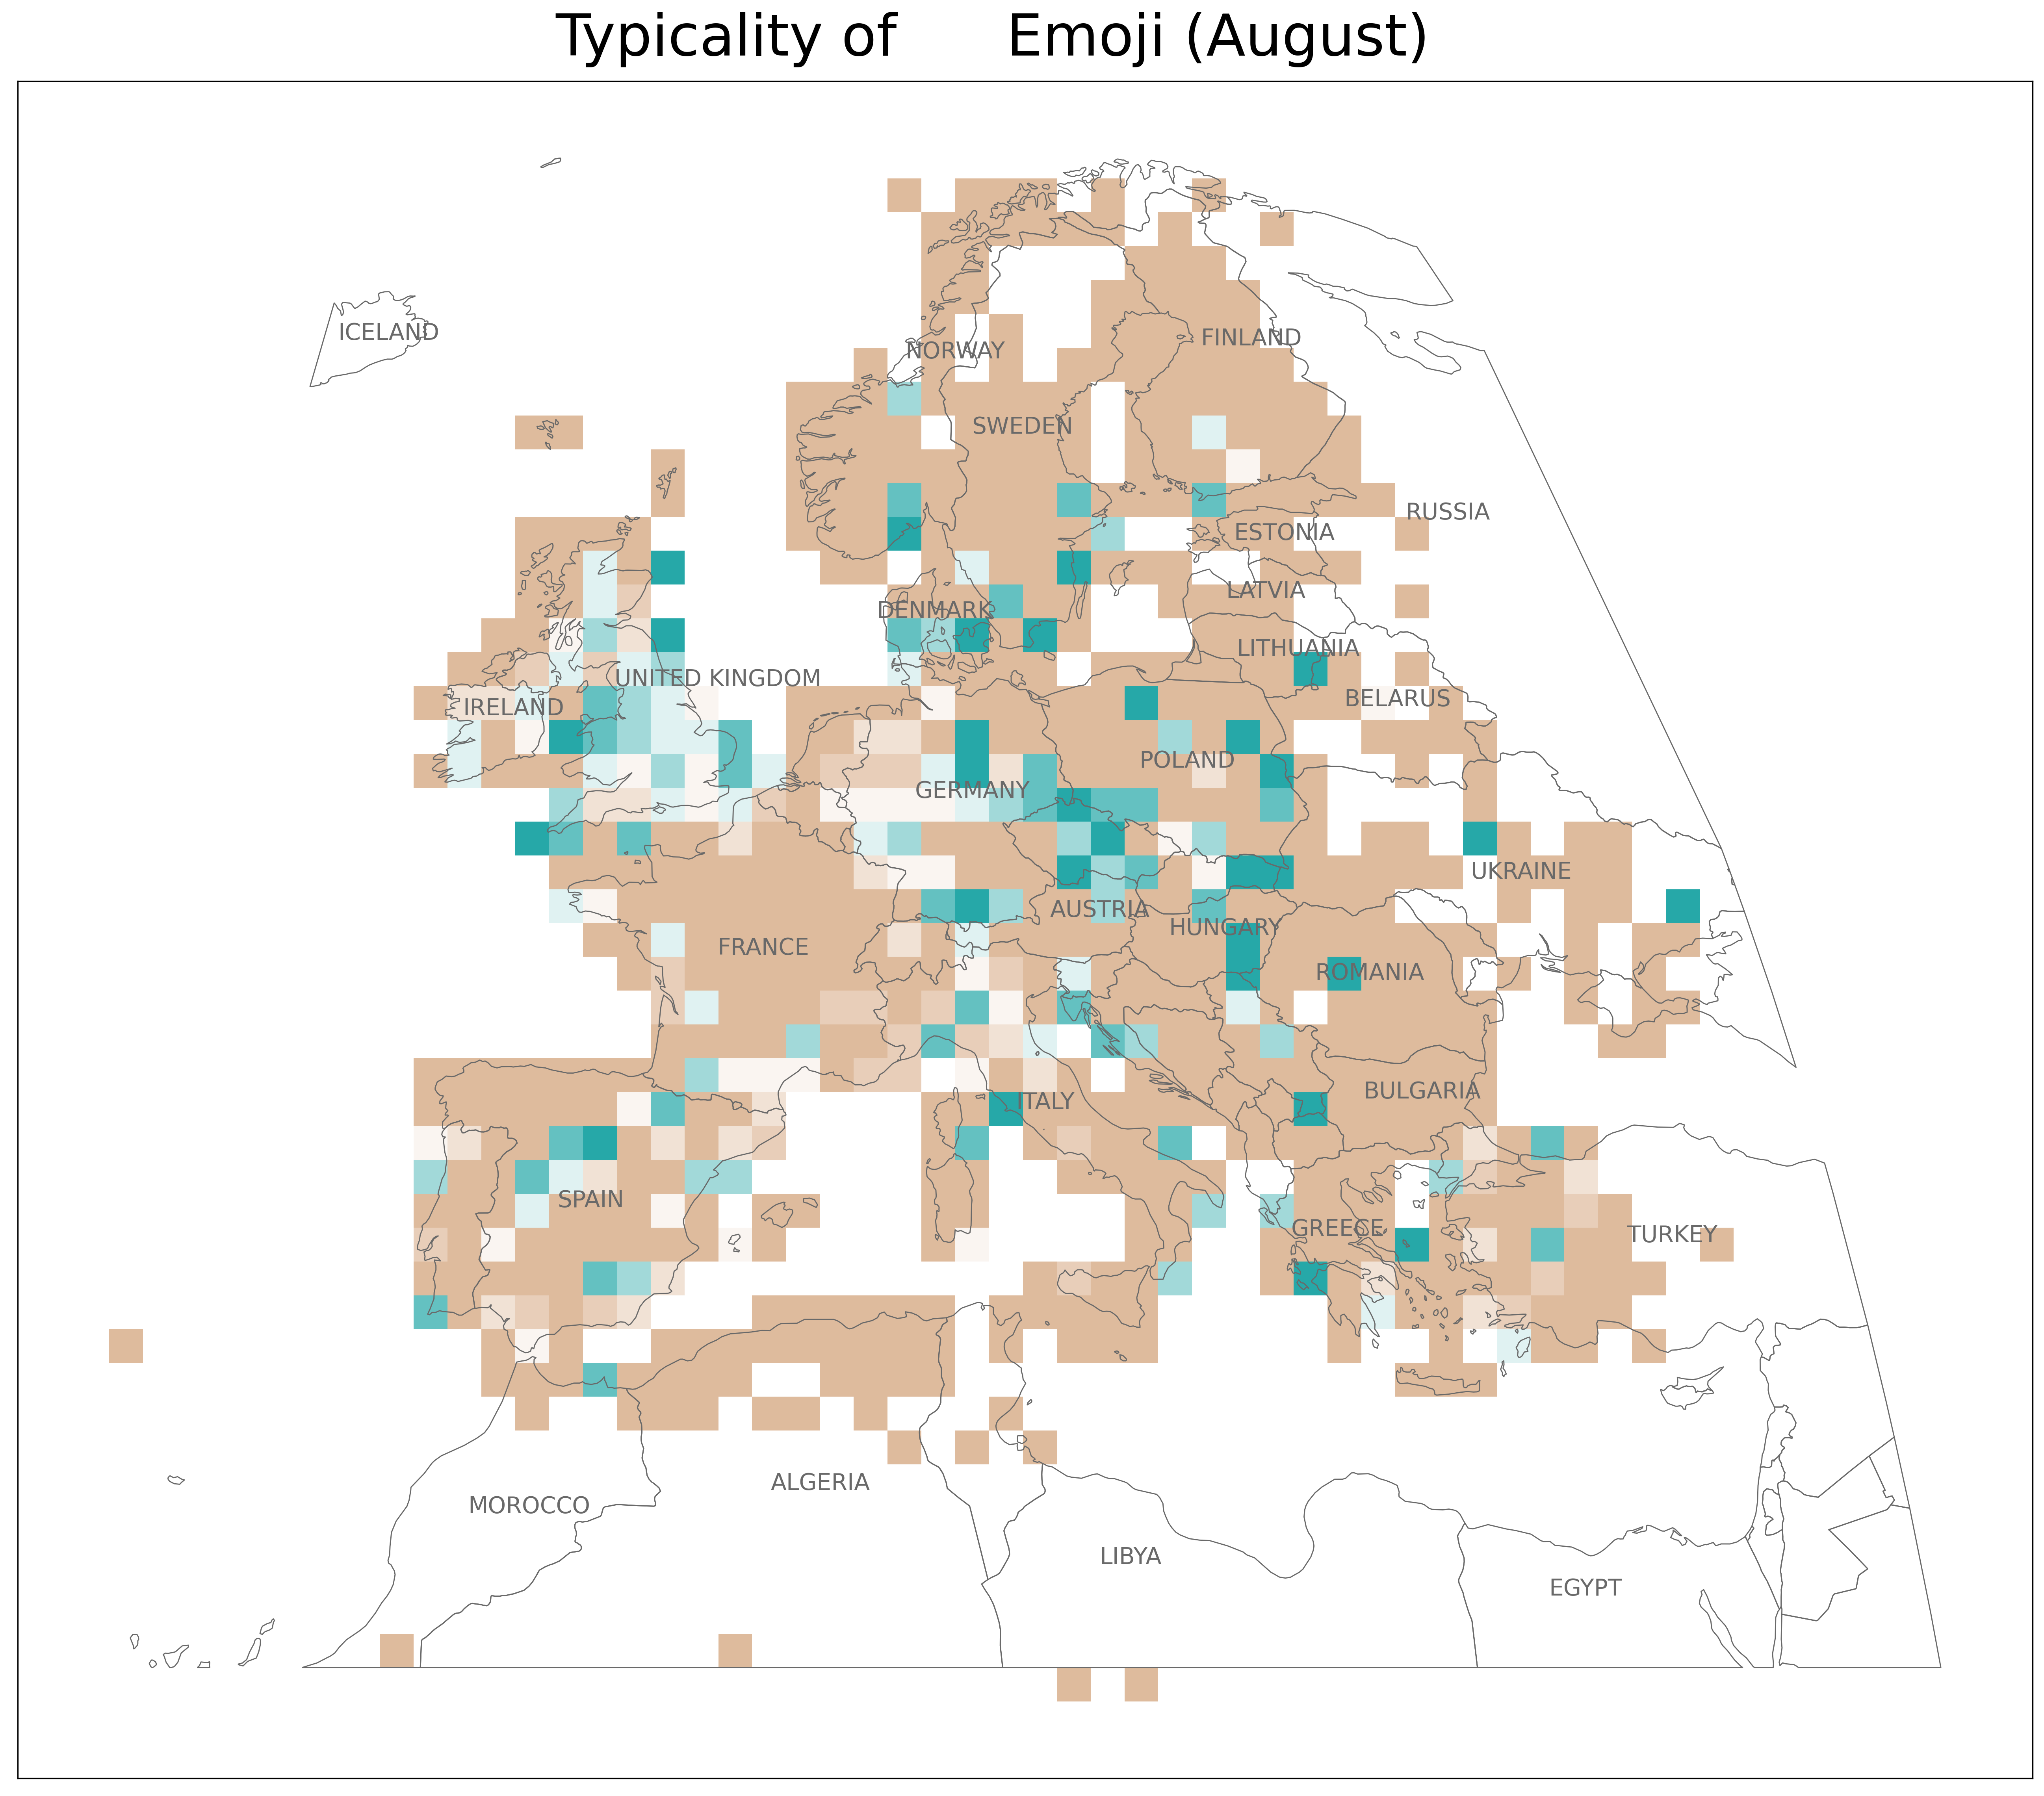 Typicality of Emoji (August)
ICELAND
NORWAY
FINLAND
SWEDEN
RUSSIA
ESTONIA
LATVIA
DENMARK
LITHUANIA
UNITED KINGDOM
BELARUS
IRELAND
POLAND
GERMANY
UKRAINE
AUSTRIA
HUNGARY
FRANCE
ROMANIA
BULGARIA
ITALY
SPAIN
GREECE
TURKEY
ALGERIA
MOROCCO
LIBYA
EGYPT